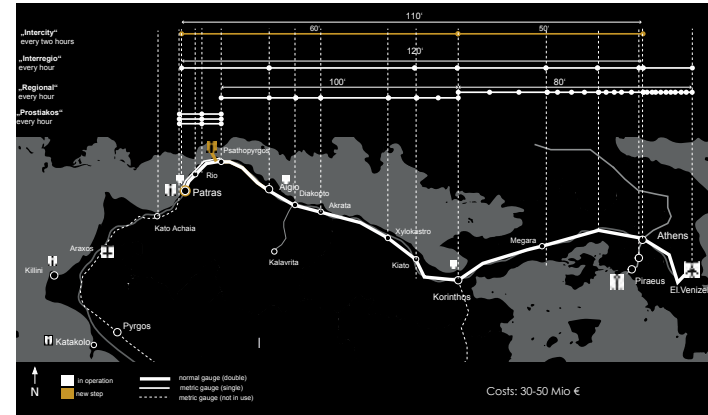 110'
„Intercity"
every two hours
60'
50'
„Interregio"
every hour
120'
„Regional"
every hour
100'
80'
„Prostiakos"
every hour
Psathopyrgos
Rio
Patras
Aigio
Diakopto
Akrata
Kato Achaia
Araxos
Killini
Kalavrita
Xylokastro
Kiato
Korinthos
Megara
Athens
Piraeus
El.Venizel
Pyrgos
Katakolo
N
in operation
new step
normal gauge (double)
metric gauge (single)
metric gauge (not in use)
Costs: 30-50 Mio €